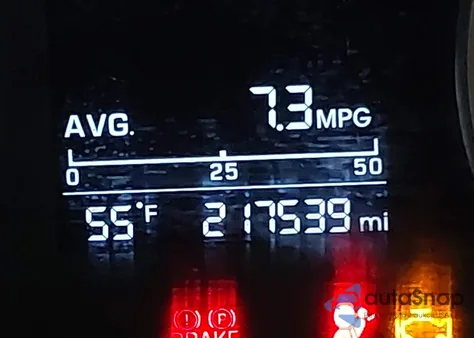 AVG. 7.3 MPG
0 25 50
55°F 217539 mi
(!) (P)
BRAKE
autoSnap